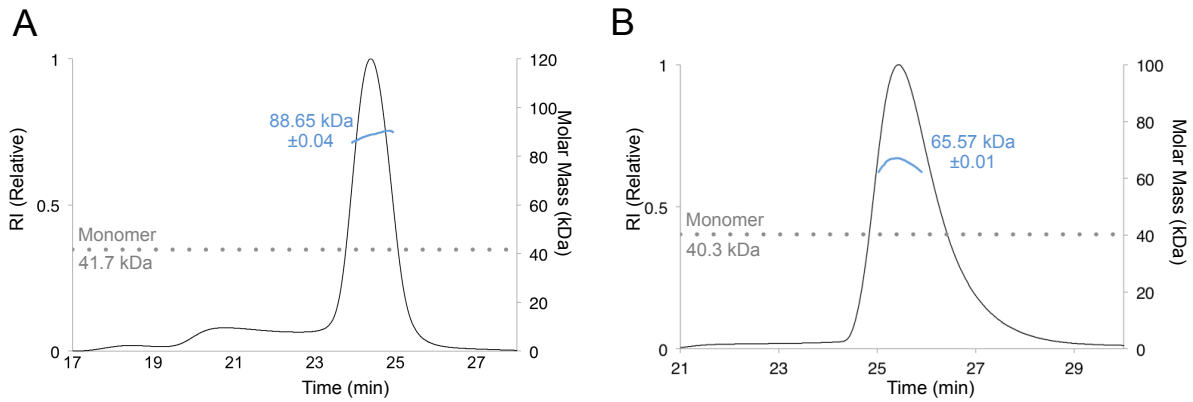 A
RI (Relative)
1
0.5
0
120
100
80
60
40
20
0
Molar Mass (kDa)
88.65 kDa
±0.04
Monomer
41.7 kDa
17 19 21 23 25 27
Time (min)
B
RI (Relative)
1
0.5
0
100
80
60
40
20
0
Molar Mass (kDa)
65.57 kDa
±0.01
Monomer
40.3 kDa
21 23 25 27 29
Time (min)